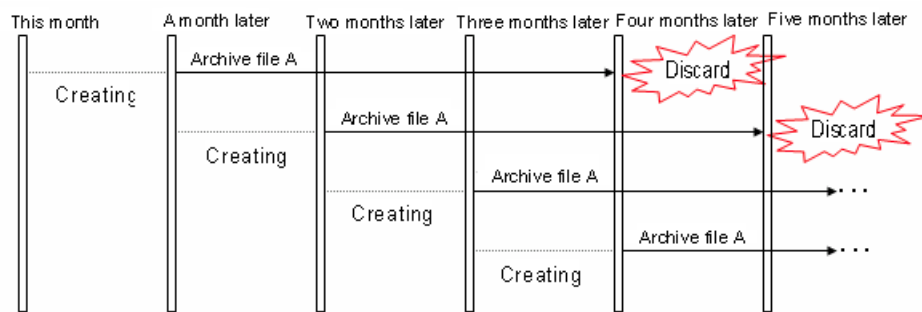 This month A month later Two months later Three months later Four months later Five months later
Archive file A Discard
Creating
Archive file A Discard
Creating
Archive file A ...
Creating
Archive file A ...
Creating